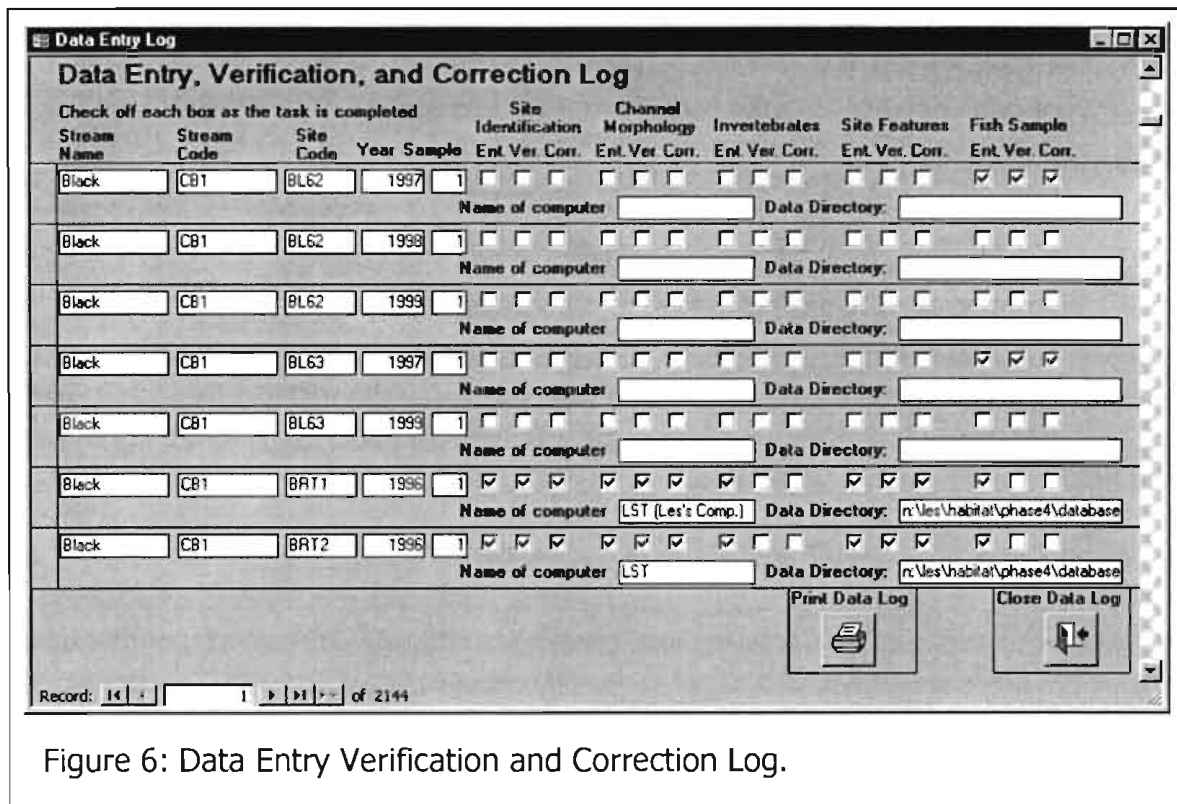 Data Entry Log
Data Entry, Verification, and Correction Log
Check off each box as the task is completed
Site Identification Channel Morphology Invertebrates Site Features Fish Sample
Stream Name Stream Code Site Code Year Sample Ent. Ver. Corr. Ent. Ver. Corr. Ent. Ver. Corr. Ent. Ver. Corr. Ent. Ver. Corr.
Black CB1 BL62 1997 1
Name of computer Data Directory:
Black CB1 BL62 1998 1
Name of computer Data Directory:
Black CB1 BL62 1999 1
Name of computer Data Directory:
Black CB1 BL63 1997 1
Name of computer Data Directory:
Black CB1 BL63 1999 1
Name of computer Data Directory:
Black CB1 BRT1 1996 1
Name of computer LST (Les's Comp.) Data Directory: n:\les\habitat\phase4\database
Black CB1 BRT2 1996 1
Name of computer LST Data Directory: n:\les\habitat\phase4\database
Print Data Log Close Data Log
Record: 1 of 2144
Figure 6: Data Entry Verification and Correction Log.